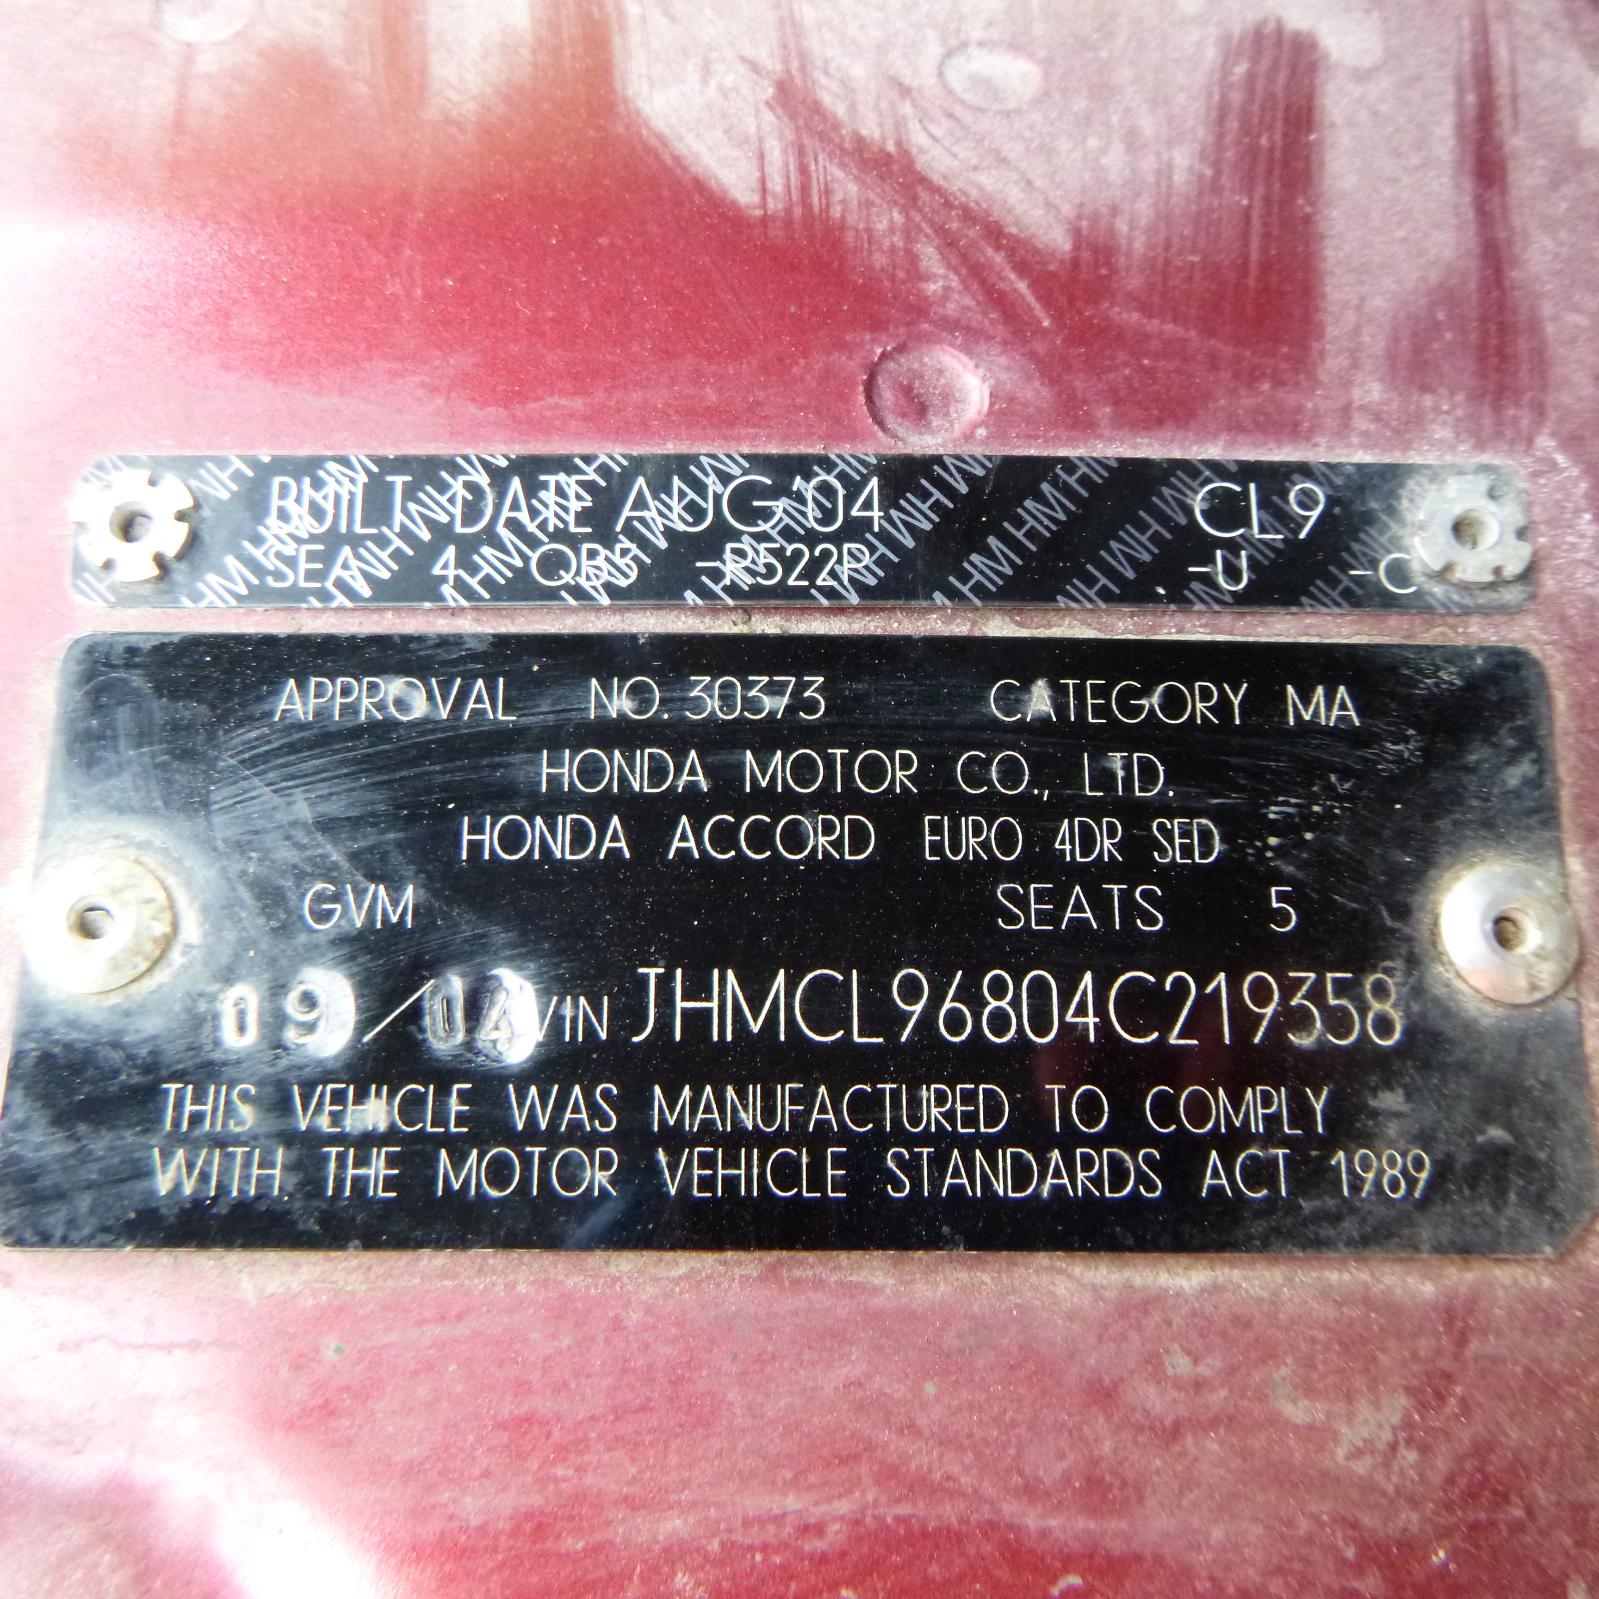 BUILT DATE AUG'04 CL9
SEA 4 -R522P -U -C
APPROVAL NO. 30373 CATEGORY MA
HONDA MOTOR CO., LTD.
HONDA ACCORD EURO 4DR SED
GVM SEATS 5
09/04 VIN JHMCL96804C219358
THIS VEHICLE WAS MANUFACTURED TO COMPLY
WITH THE MOTOR VEHICLE STANDARDS ACT 1989